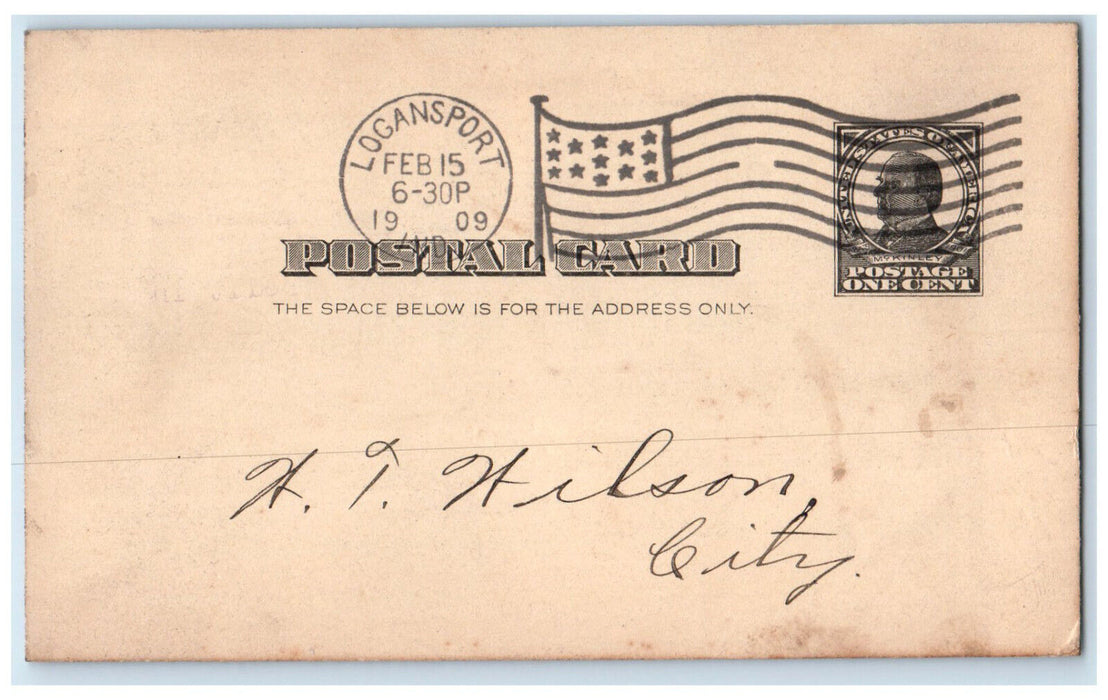 LOGANSPORT
FEB 15
6-30P
19 09
IND.
UNITED STATES OF AMERICA
McKINLEY
POSTAGE
ONE CENT
POSTAL CARD
THE SPACE BELOW IS FOR THE ADDRESS ONLY.
H. T. Wilson,
City.